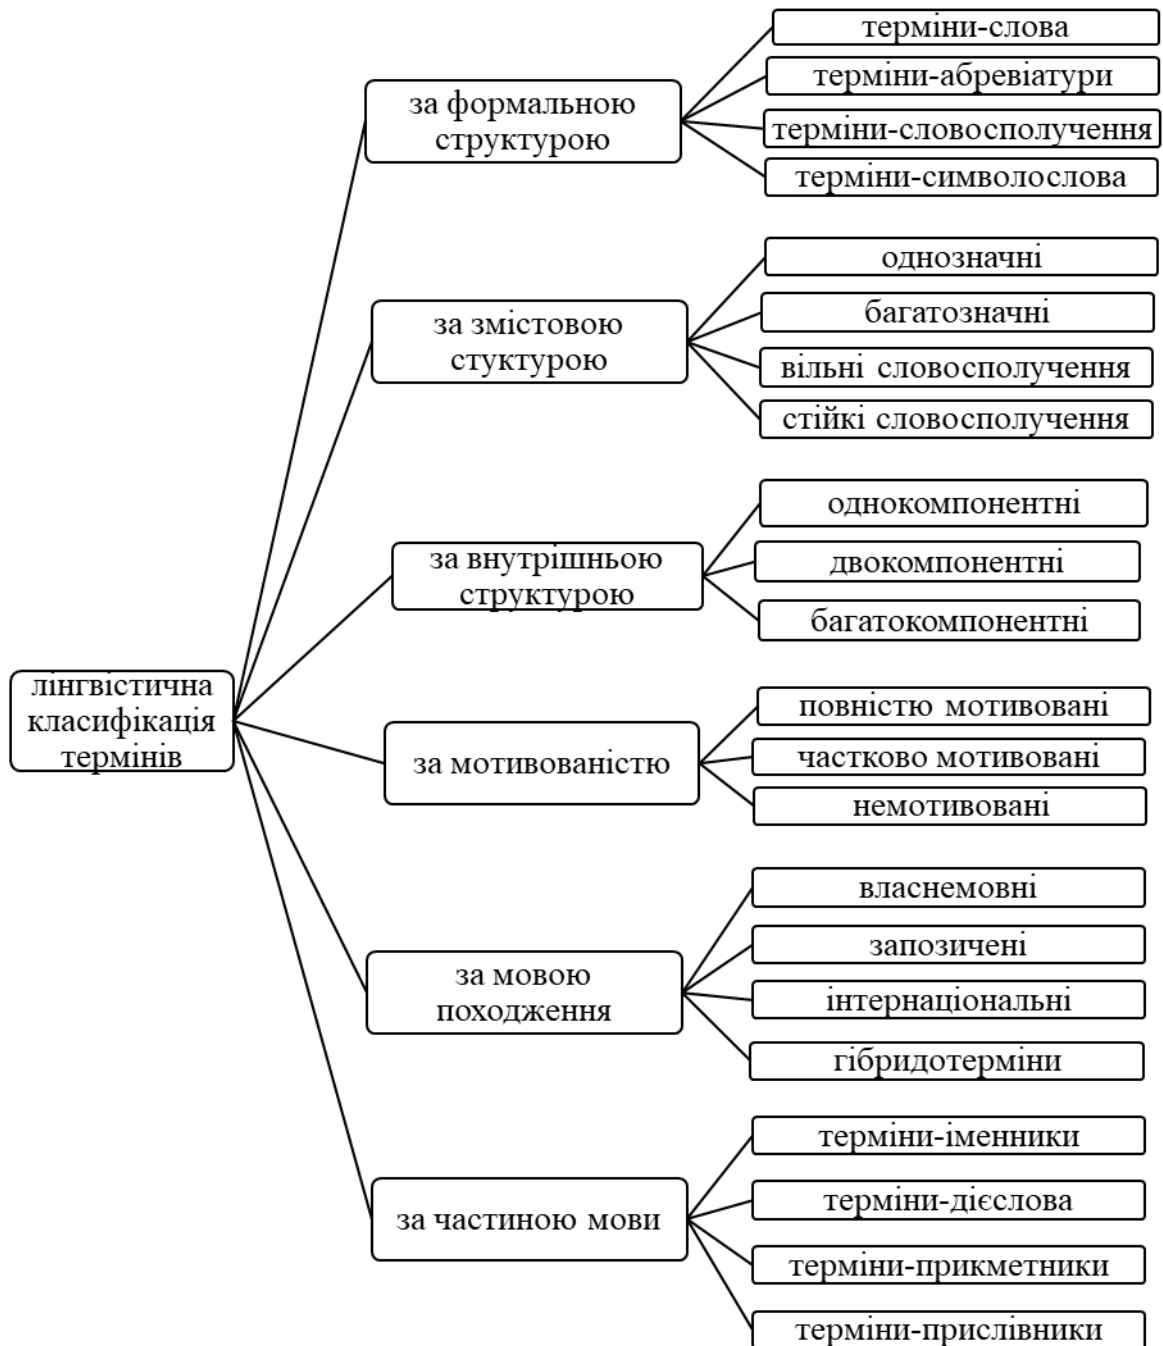 лінгвістична
класифікація
термінів
за формальною
структурою
терміни-слова
терміни-абревіатури
терміни-словосполучення
терміни-символослова
за змістовою
стуктурою
однозначні
багатозначні
вільні словосполучення
стійкі словосполучення
за внутрішньою
структурою
однокомпонентні
двокомпонентні
багатокомпонентні
за мотивованістю
повністю мотивовані
частково мотивовані
немотивовані
за мовою
походження
власнемовні
запозичені
інтернаціональні
гібридотерміни
за частиною мови
терміни-іменники
терміни-дієслова
терміни-прикметники
терміни-прислівники